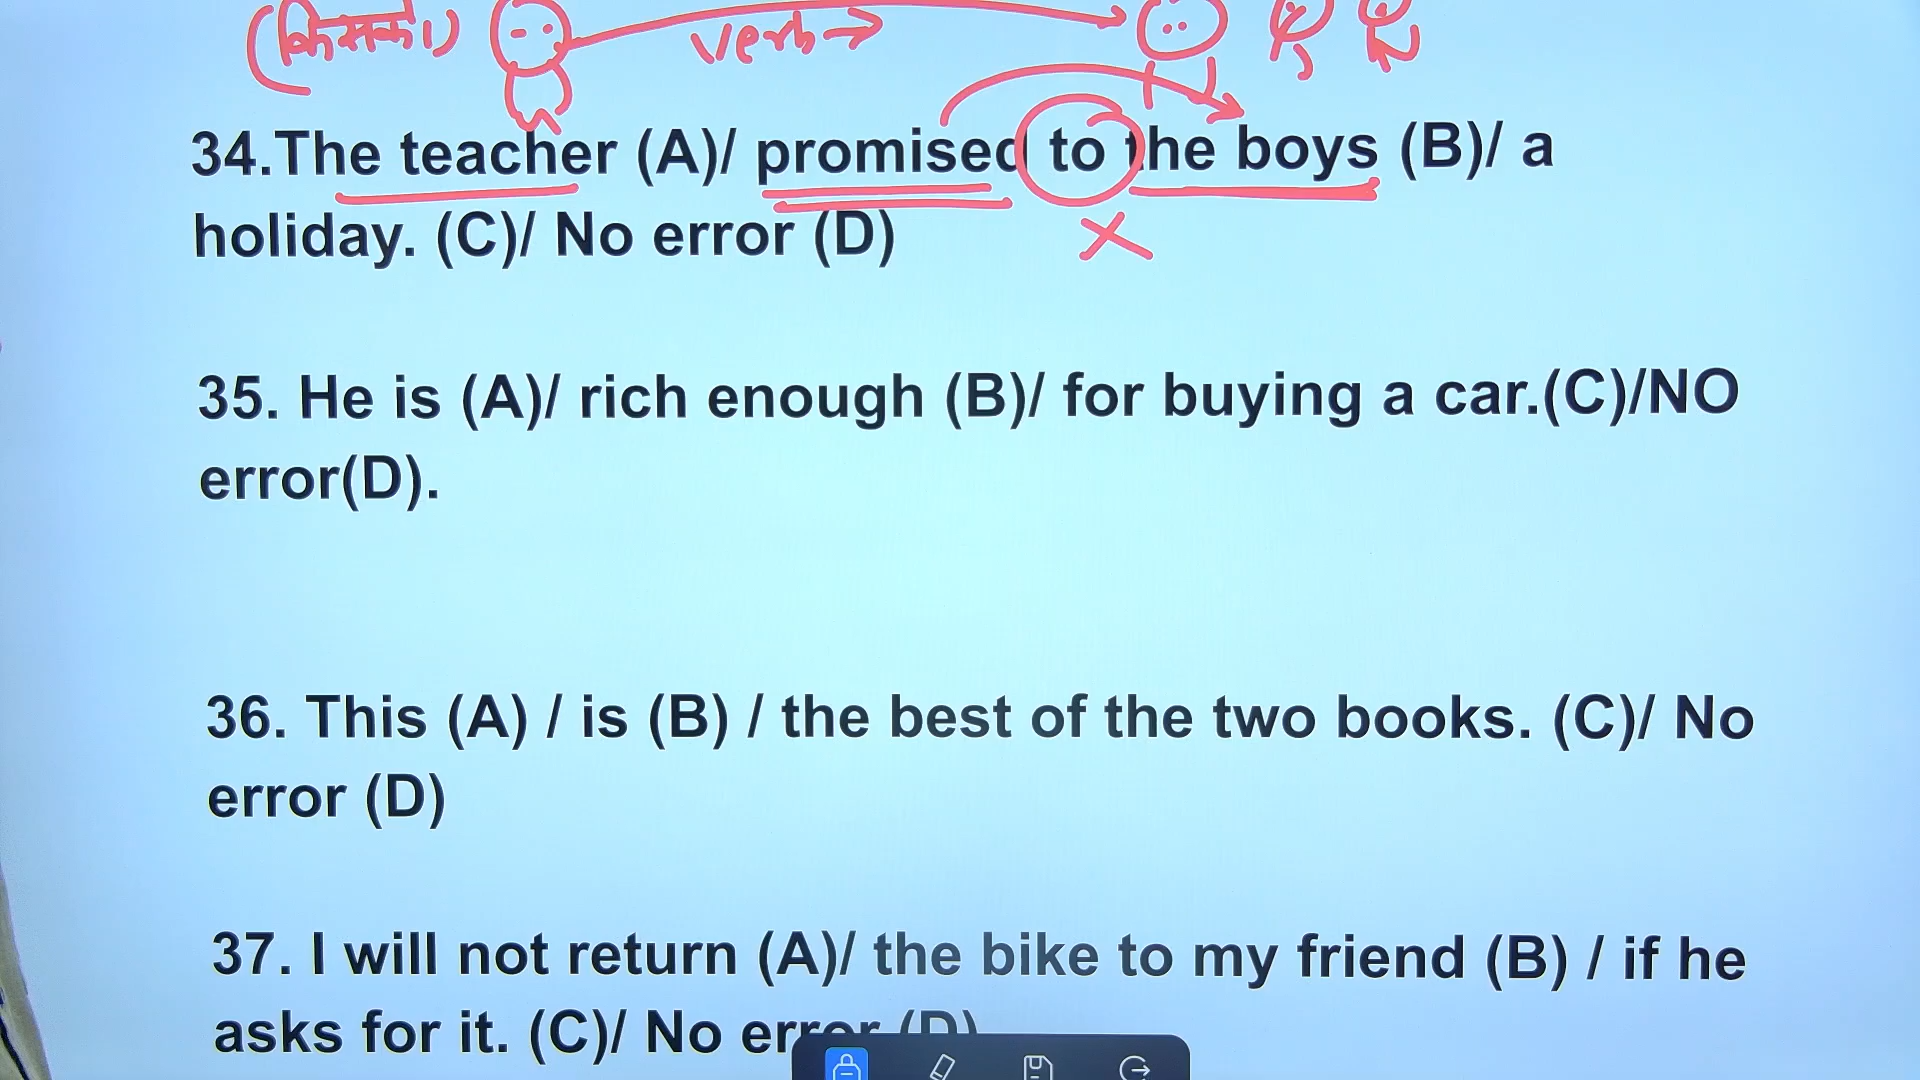 (किसको) verb →
34.The teacher (A)/ promised to the boys (B)/ a
holiday. (C)/ No error (D)
35. He is (A)/ rich enough (B)/ for buying a car.(C)/NO
error(D).
36. This (A) / is (B) / the best of the two books. (C)/ No
error (D)
37. I will not return (A)/ the bike to my friend (B) / if he
asks for it. (C)/ No error (D)